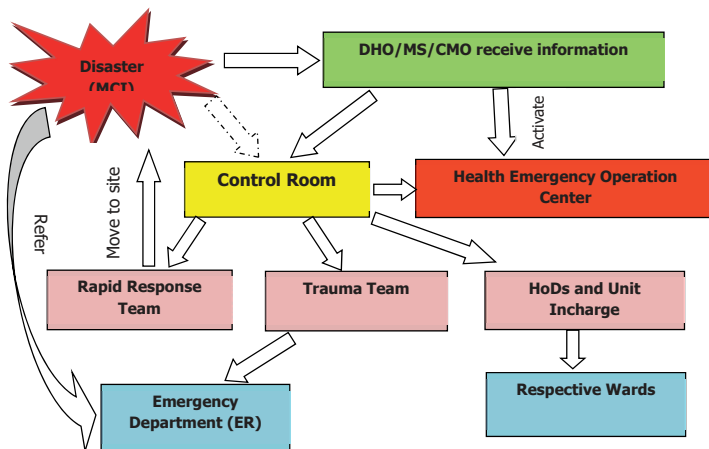 Disaster
(MCI)
DHO/MS/CMO receive information
Activate
Control Room
Health Emergency Operation
Center
Refer
Move to site
Rapid Response
Team
Trauma Team
HoDs and Unit
Incharge
Emergency
Department (ER)
Respective Wards